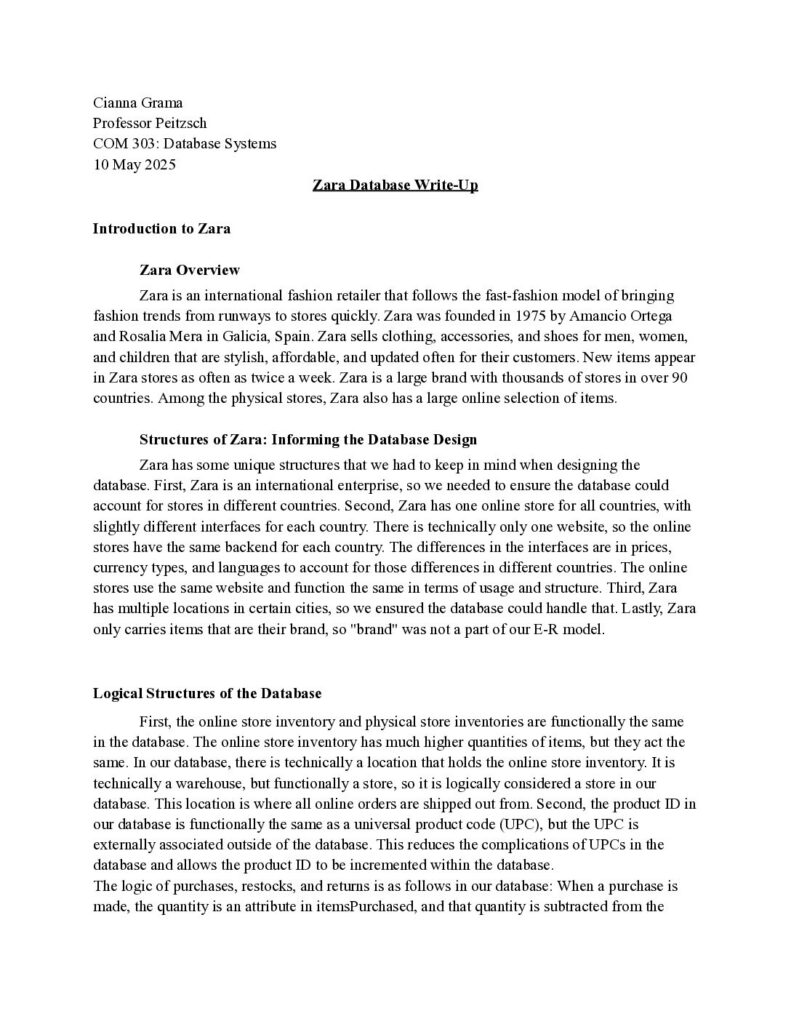 Cianna Grama
Professor Peitzsch
COM 303: Database Systems
10 May 2025
Zara Database Write-Up
Introduction to Zara
Zara Overview
Zara is an international fashion retailer that follows the fast-fashion model of bringing
fashion trends from runways to stores quickly. Zara was founded in 1975 by Amancio Ortega
and Rosalia Mera in Galicia, Spain. Zara sells clothing, accessories, and shoes for men, women,
and children that are stylish, affordable, and updated often for their customers. New items appear
in Zara stores as often as twice a week. Zara is a large brand with thousands of stores in over 90
countries. Among the physical stores, Zara also has a large online selection of items.
Structures of Zara: Informing the Database Design
Zara has some unique structures that we had to keep in mind when designing the
database. First, Zara is an international enterprise, so we needed to ensure the database could
account for stores in different countries. Second, Zara has one online store for all countries, with
slightly different interfaces for each country. There is technically only one website, so the online
stores have the same backend for each country. The differences in the interfaces are in prices,
currency types, and languages to account for those differences in different countries. The online
stores use the same website and function the same in terms of usage and structure. Third, Zara
has multiple locations in certain cities, so we ensured the database could handle that. Lastly, Zara
only carries items that are their brand, so "brand" was not a part of our E-R model.
Logical Structures of the Database
First, the online store inventory and physical store inventories are functionally the same
in the database. The online store inventory has much higher quantities of items, but they act the
same. In our database, there is technically a location that holds the online store inventory. It is
technically a warehouse, but functionally a store, so it is logically considered a store in our
database. This location is where all online orders are shipped out from. Second, the product ID in
our database is functionally the same as a universal product code (UPC), but the UPC is
externally associated outside of the database. This reduces the complications of UPCs in the
database and allows the product ID to be incremented within the database.
The logic of purchases, restocks, and returns is as follows in our database: When a purchase is
made, the quantity is an attribute in itemsPurchased, and that quantity is subtracted from the